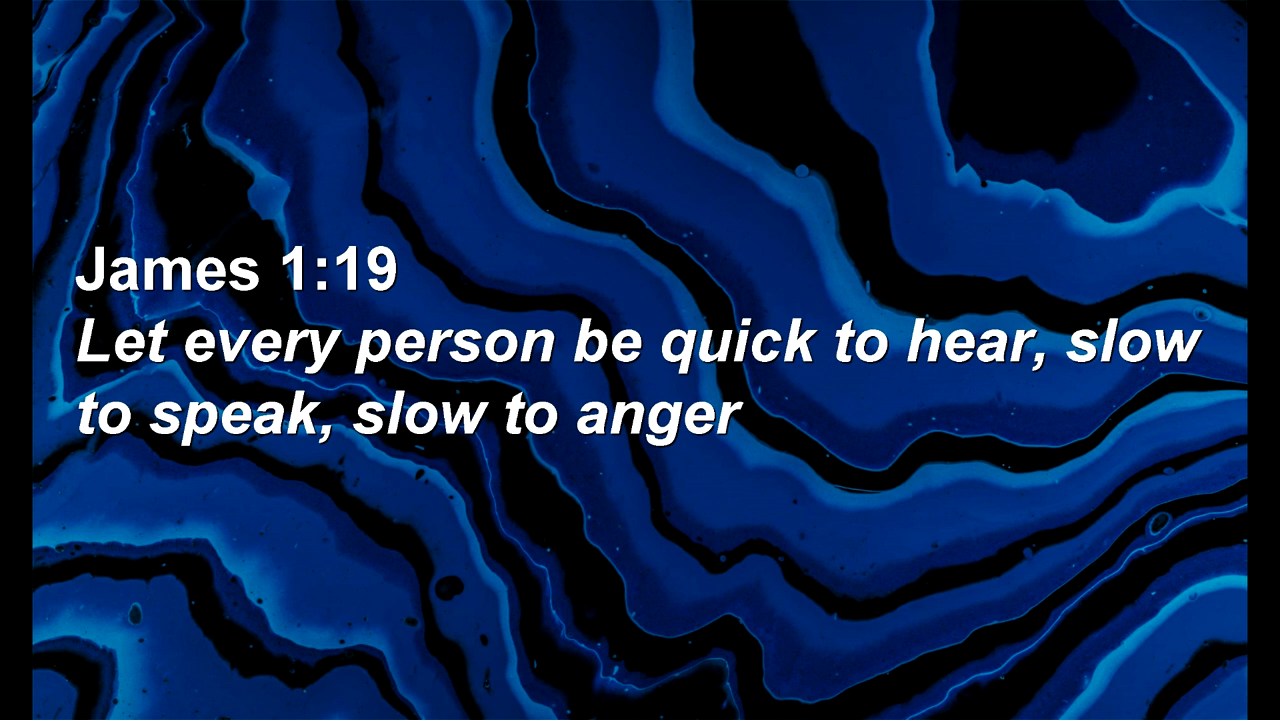 James 1:19
Let every person be quick to hear, slow
to speak, slow to anger